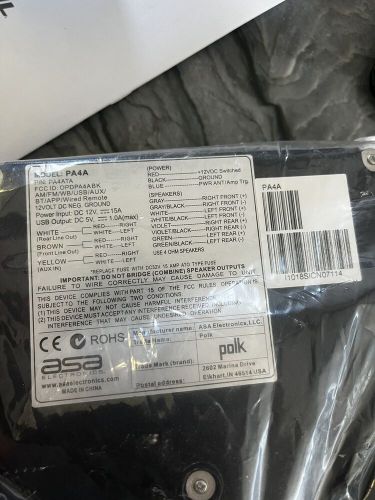 MODEL: PA4A
P/N: PA4ATA
FCC ID: OPDPA4ABK
AM/FM/WB/USB/AUX/
BT/APP/Wired Remote
12VOLT DC NEG. GROUND
Power Input: DC 12V, 15A
USB Output: DC 5V, 1.0A(max)
WHITE RED-RIGHT
(Rear Line Out) WHITE-LEFT
BROWN RED-RIGHT
(Front Line Out) WHITE-LEFT
YELLOW RED-RIGHT
(AUX IN) WHITE-LEFT
(POWER)
RED +12VDC Switched
BLACK GROUND
BLUE PWR ANT/Amp Trg
(SPEAKERS)
GRAY RIGHT FRONT (+)
GRAY/BLACK RIGHT FRONT (-)
WHITE LEFT FRONT (+)
WHITE/BLACK LEFT FRONT (-)
VIOLET RIGHT REAR (+)
VIOLET/BLACK RIGHT REAR (-)
GREEN LEFT REAR (+)
GREEN/BLACK LEFT REAR (-)
USE 4 OHM SPEAKERS
*REPLACE FUSE WITH DC32V 15 AMP ATO TYPE FUSE
IMPORTANT: DO NOT BRIDGE (COMBINE) SPEAKER OUTPUTS
FAILURE TO WIRE CORRECTLY MAY CAUSE DAMAGE TO UNIT
THIS DEVICE COMPLIES WITH PART 15 OF THE FCC RULES OPERATION IS
SUBJECT TO THE FOLLOWING TWO CONDITIONS
(1) THIS DEVICE MAY NOT CAUSE HARMFUL INTERFERENCE
(2) THIS DEVICE MUST ACCEPT ANY INTERFERENCE RECEIVED, INCLUDING
INTERFERENCE THAT MAY CAUSE UNDESIRED OPERATION
CE ROHS
asa
ELECTRONICS
www.asaelectronics.com
MADE IN CHINA
Manufacturer name: ASA Electronics, LLC.
Name: Polk
Trade Mark (brand): polk
Postal address: 2602 Marina Drive
Elkhart, IN 46514 USA
PA4A